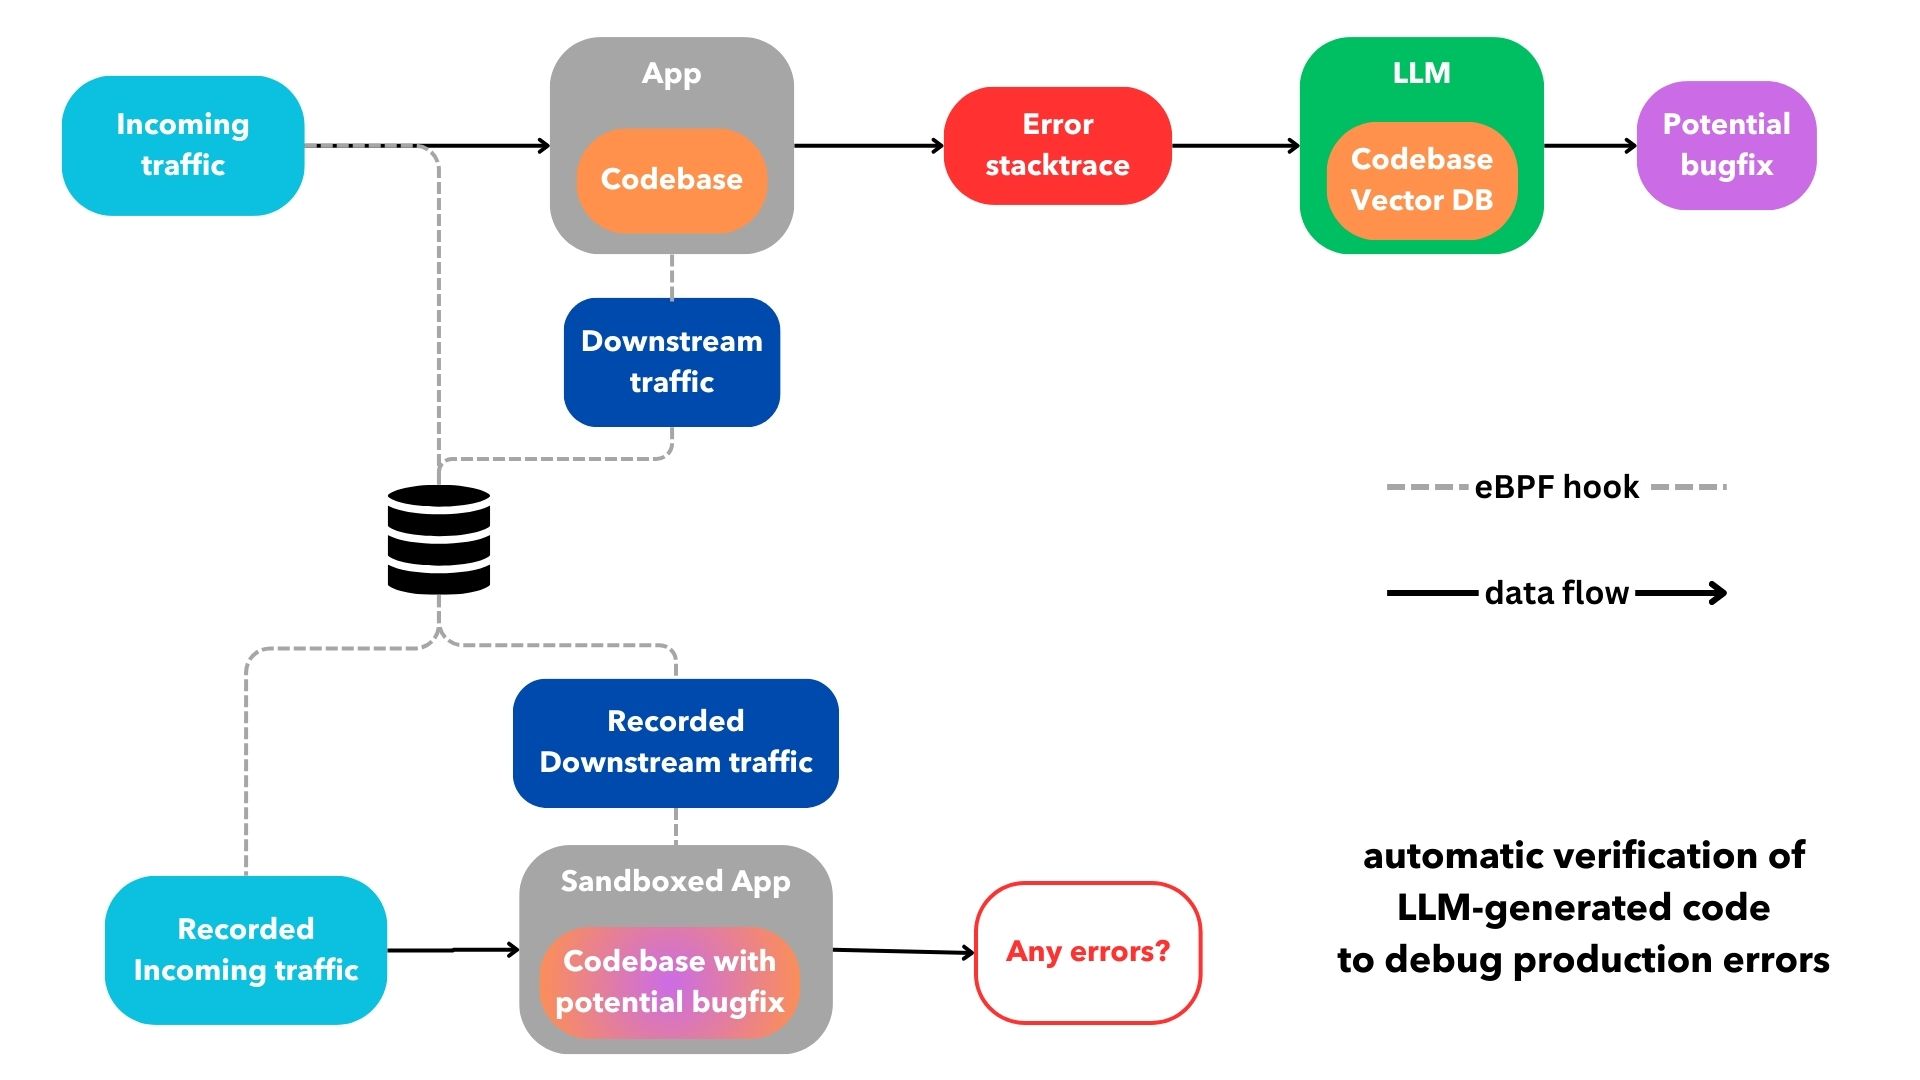 App
LLM
Incoming
traffic
Codebase
Error
stacktrace
Codebase
Vector DB
Potential
bugfix
Downstream
traffic
eBPF hook
data flow
Recorded
Downstream traffic
Sandboxed App
Recorded
Incoming traffic
Codebase with
potential bugfix
Any errors?
automatic verification of
LLM-generated code
to debug production errors